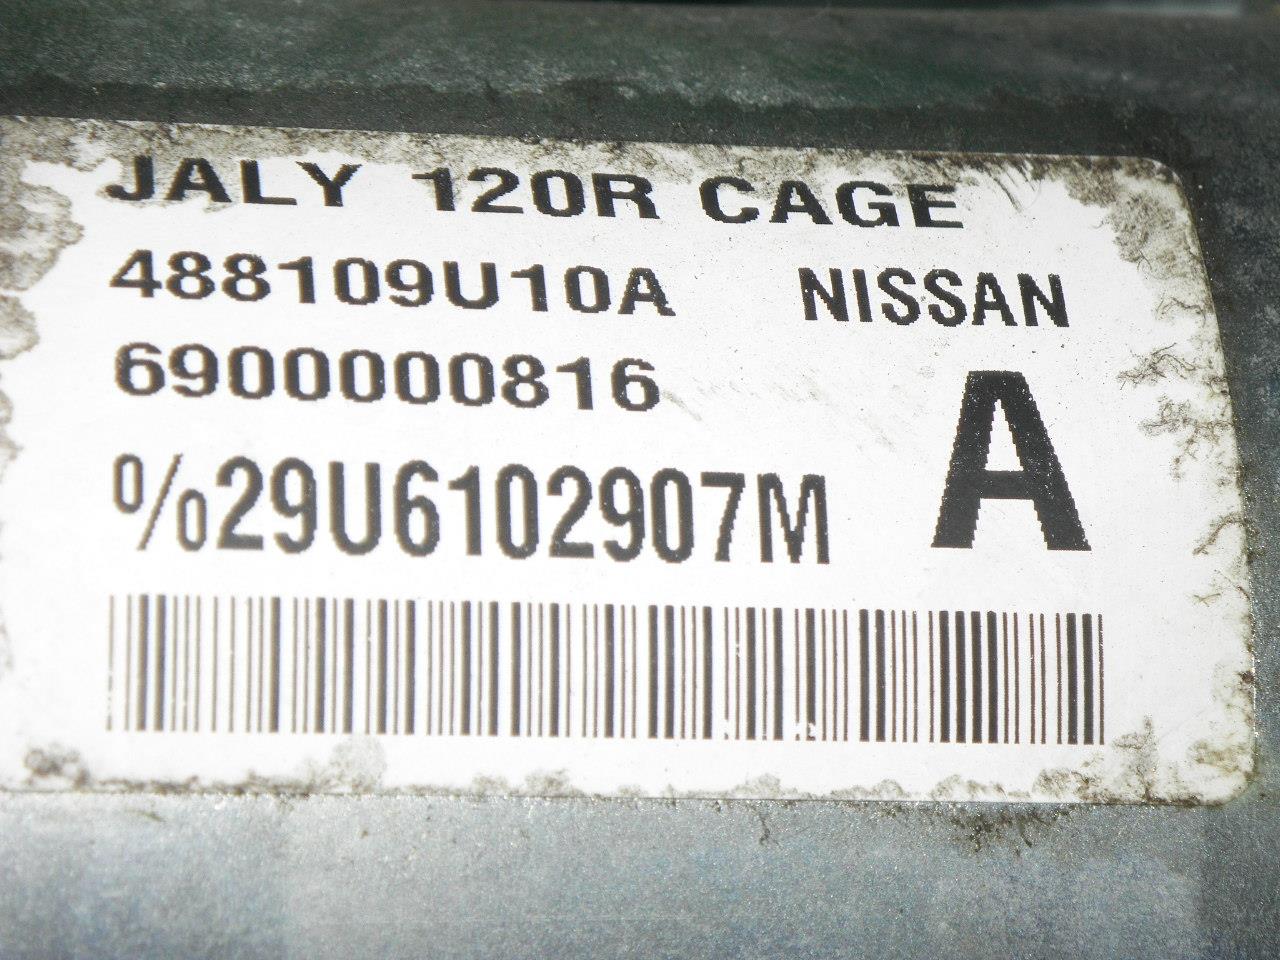 JALY 120R CAGE
488109U10A NISSAN
6900000816
A
%29U6102907M